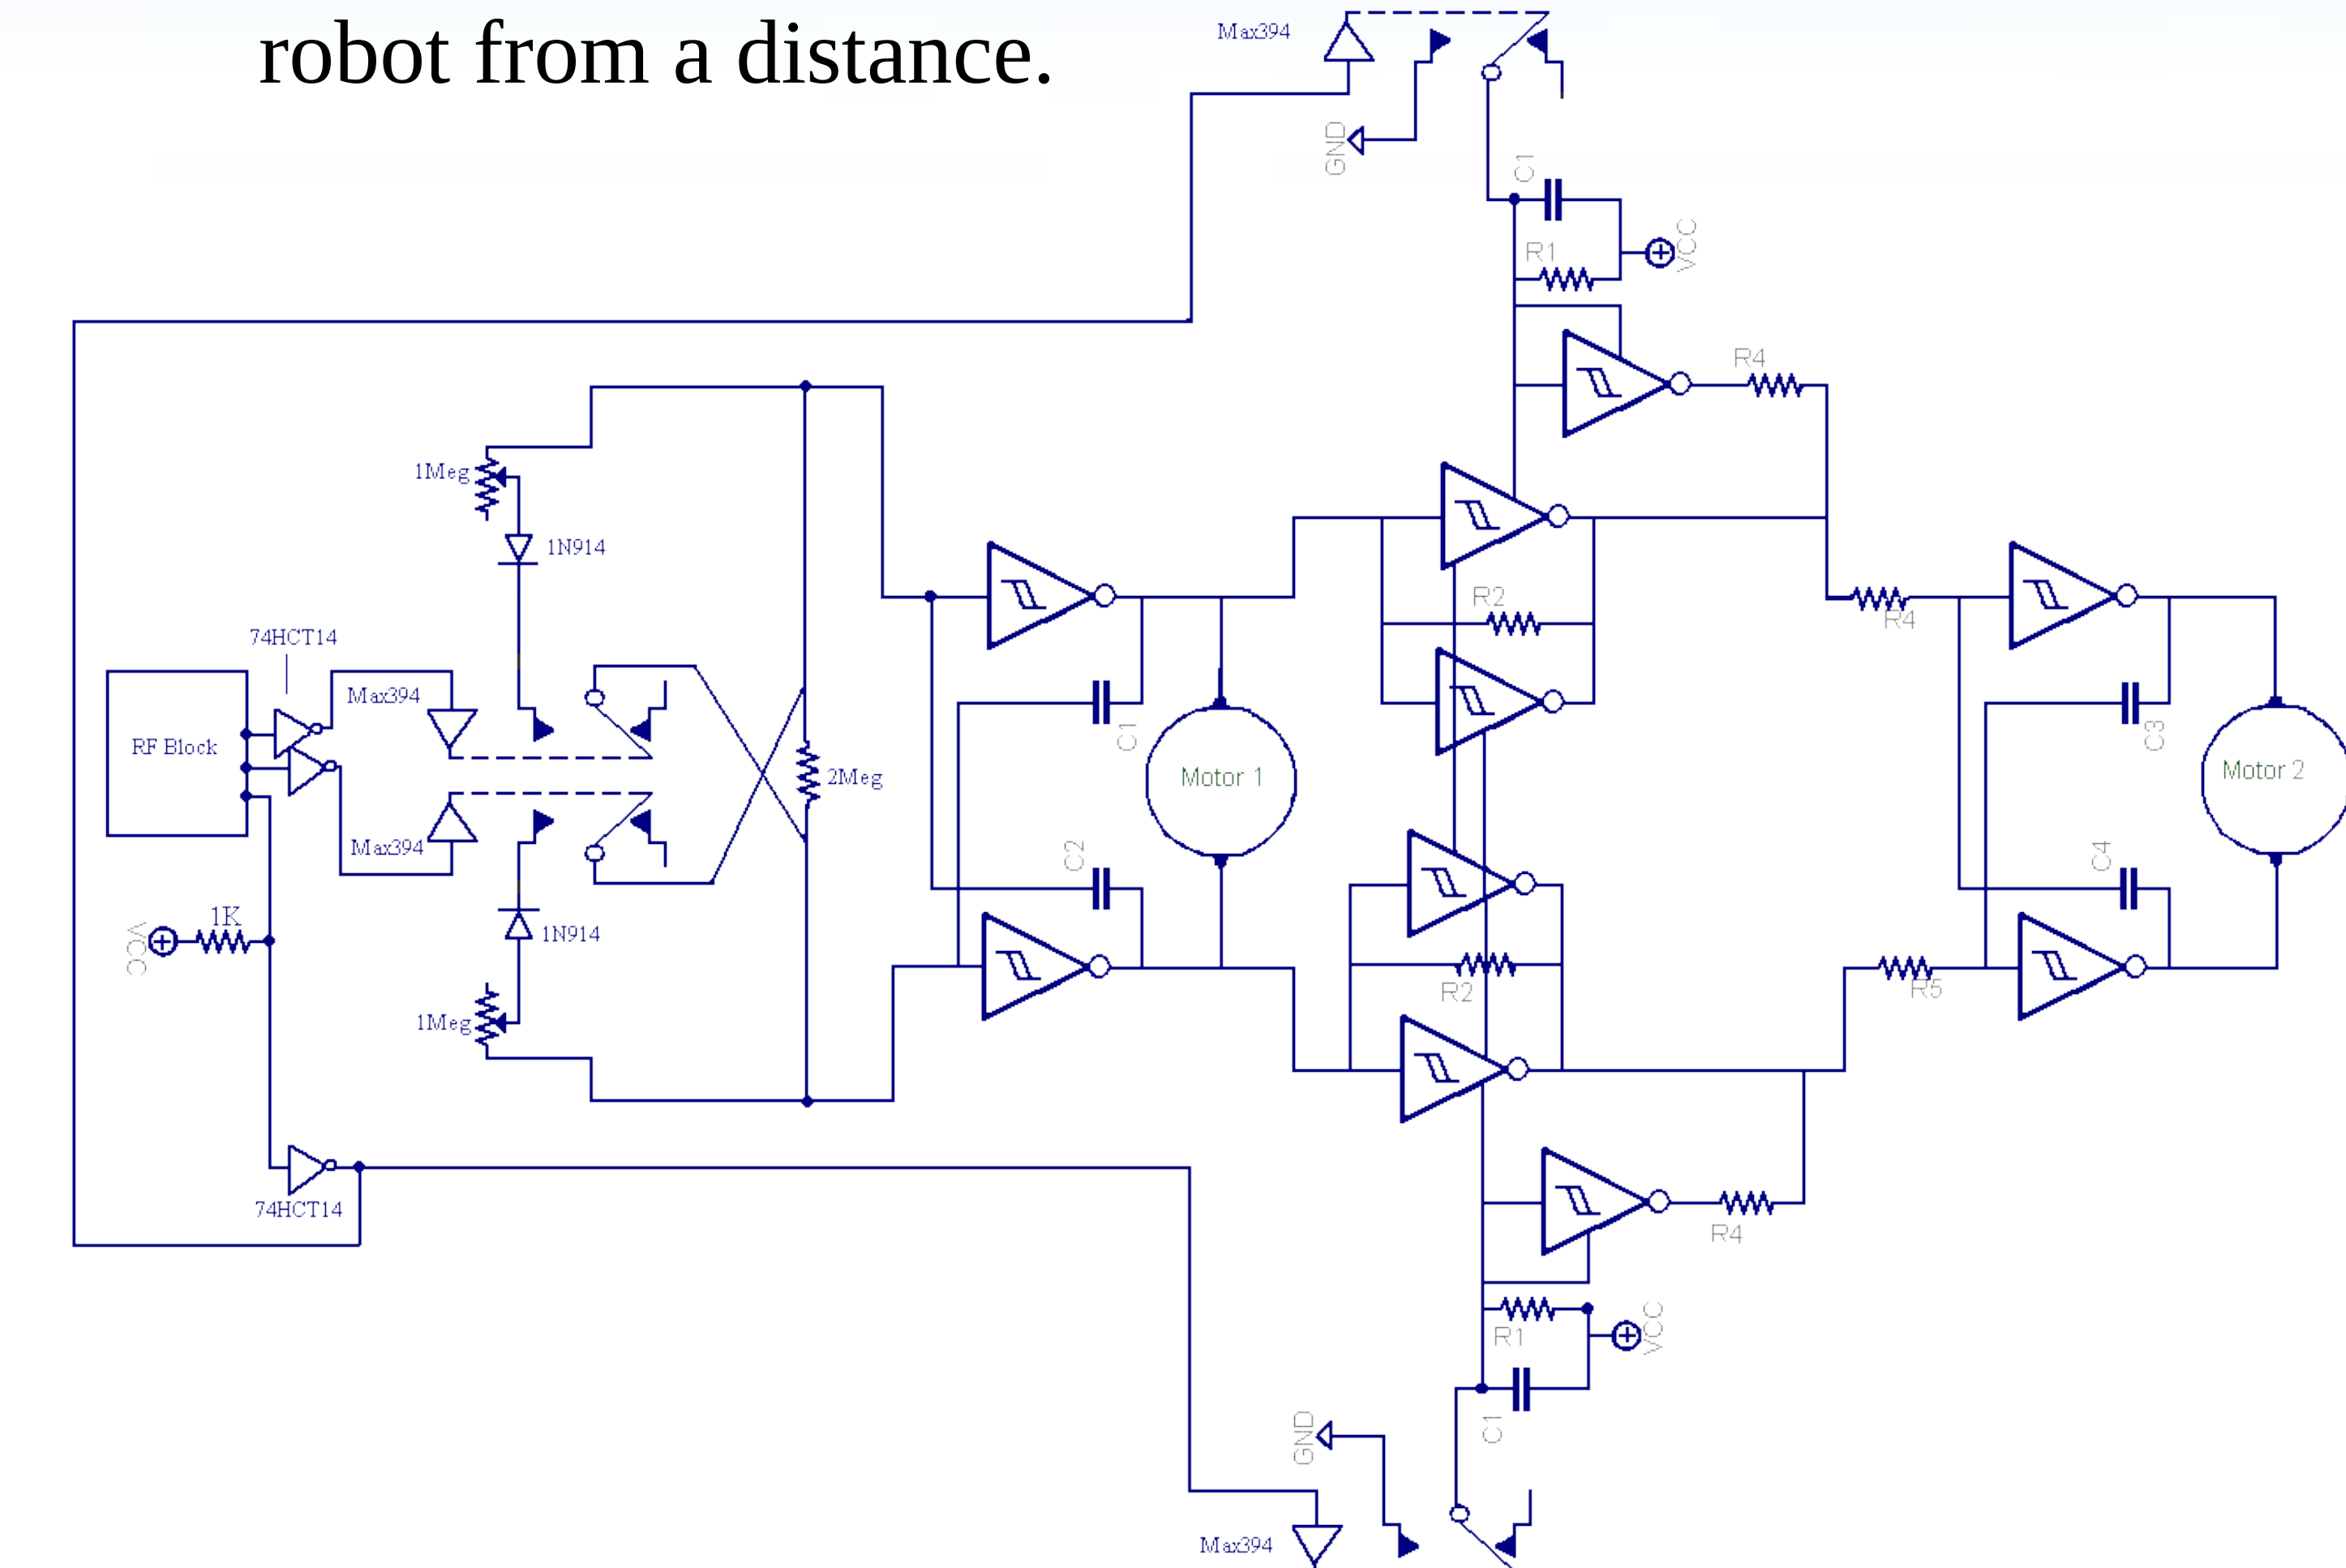 robot from a distance.
Max394
GND
C1
R1
VCC
R4
1Meg
1N914
R2
R4
74HCT14
Max394
RF Block
2Meg
C1
Motor 1
C3
Motor 2
Max394
C2
C4
1K
VCC
1N914
R2
R5
1Meg
74HCT14
R4
R1
VCC
C1
GND
Max394